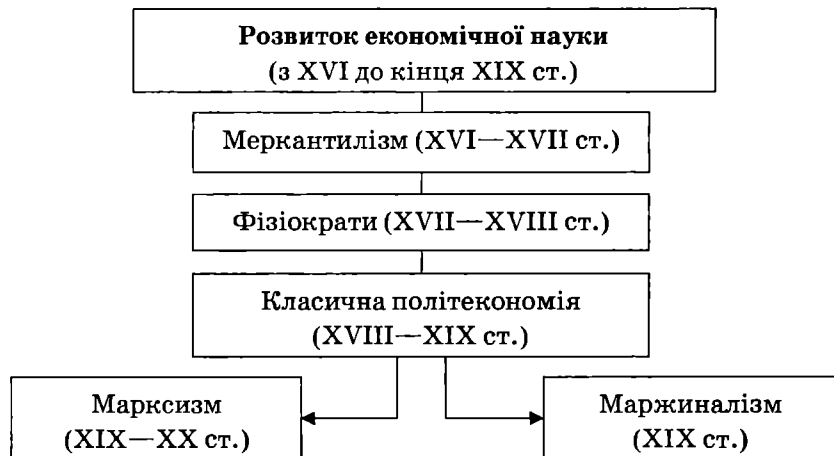 Розвиток економічної науки
(з XVI до кінця XIX ст.)
Меркантилізм (XVI—XVII ст.)
Фізіократи (XVII—XVIII ст.)
Класична політекономія
(XVIII—XIX ст.)
Марксизм
(XIX—XX ст.)
Маржиналізм
(XIX ст.)